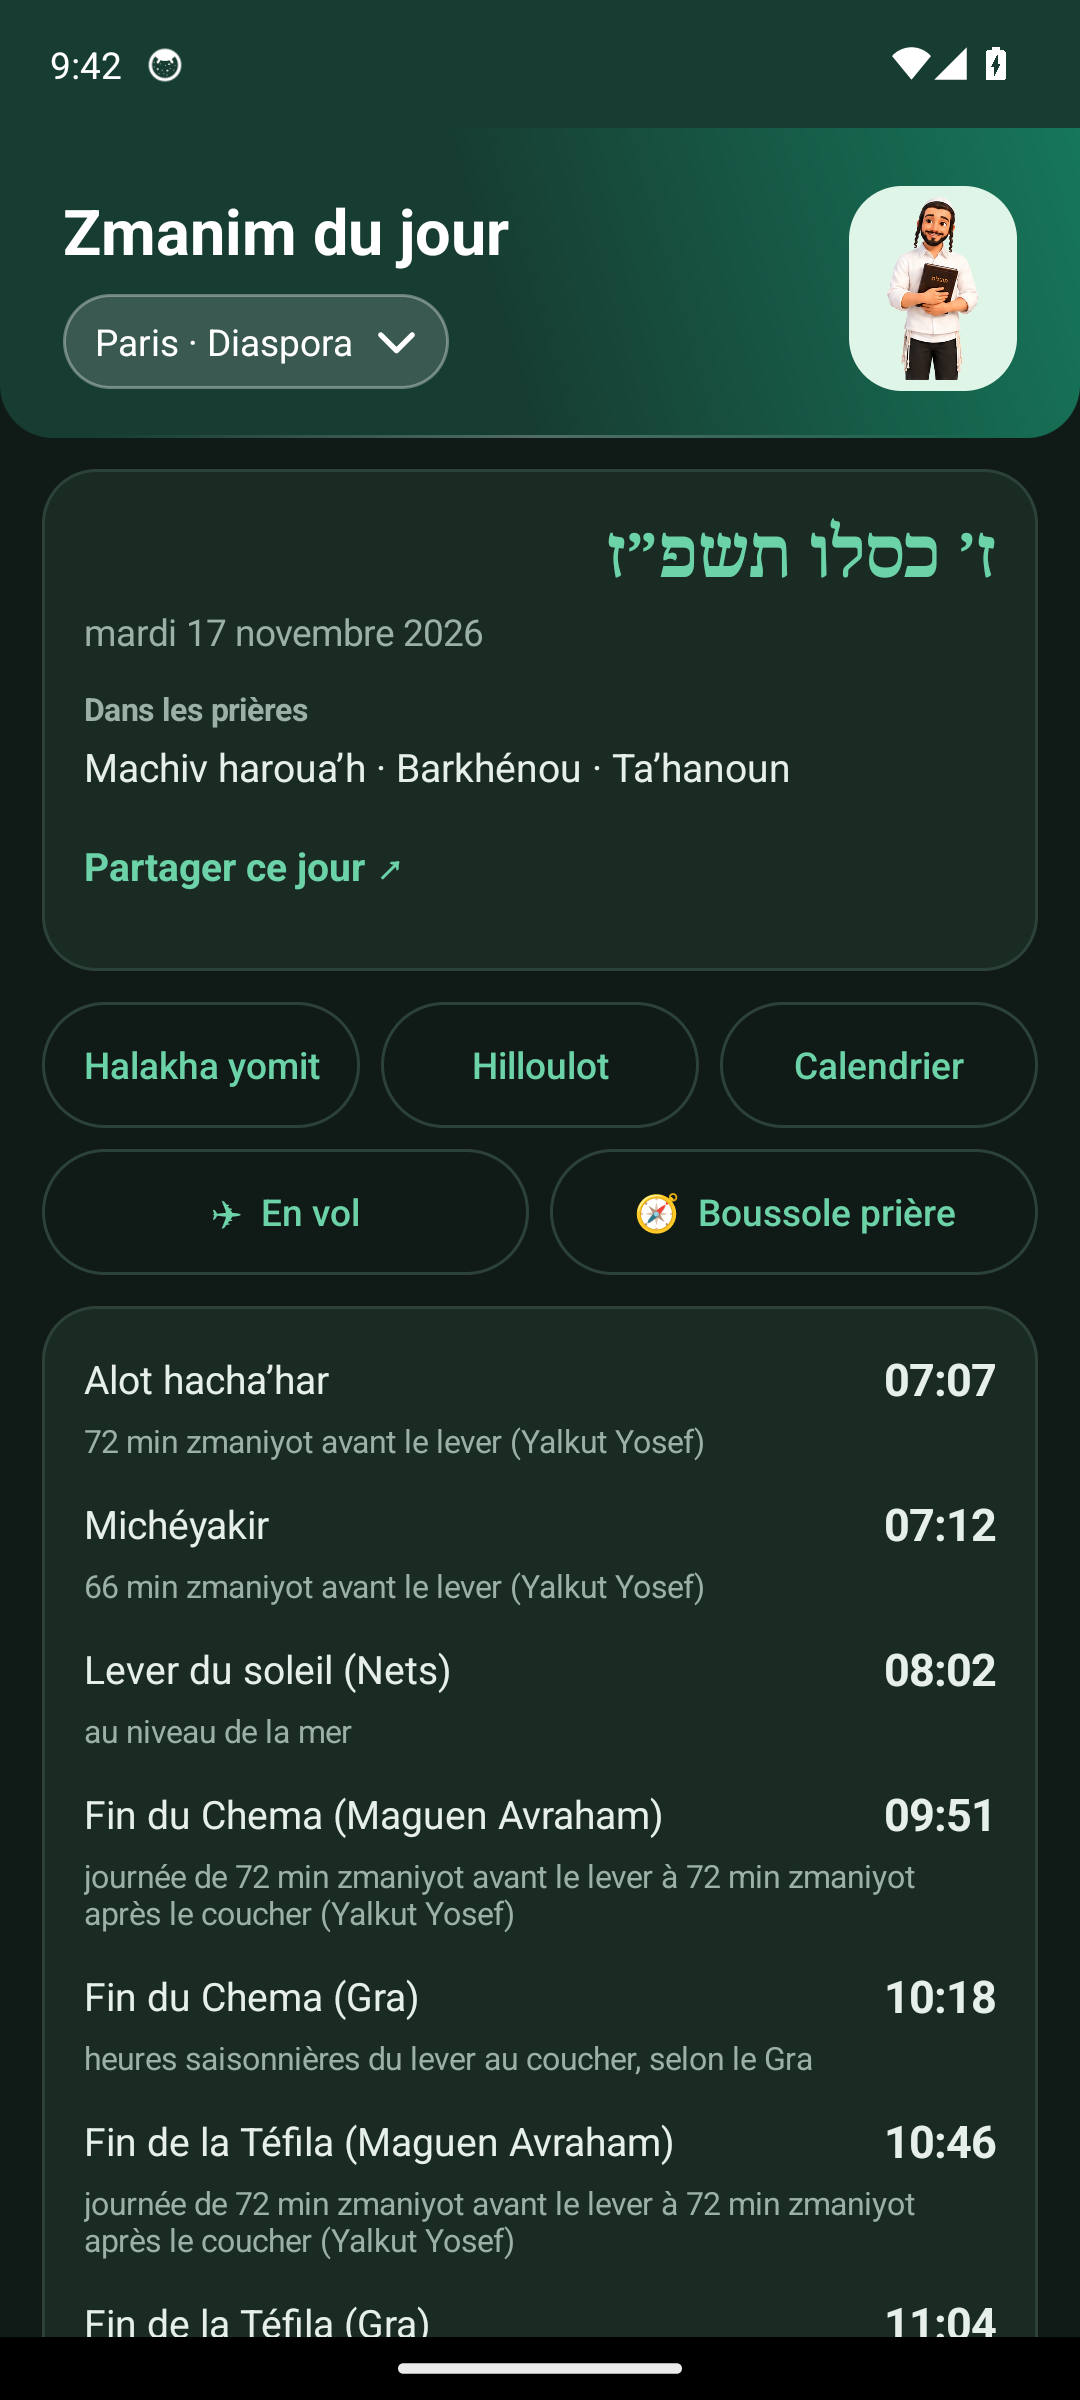 9:42
Zmanim du jour
Paris · Diaspora
ז׳ כסלו תשפ״ז
mardi 17 novembre 2026
Dans les prières
Machiv haroua’h · Barkhénou · Ta’hanoun
Partager ce jour ↗
Halakha yomit
Hilloulot
Calendrier
✈ En vol
🧭 Boussole prière
Alot hacha’har 07:07
72 min zmaniyot avant le lever (Yalkut Yosef)
Michéyakir 07:12
66 min zmaniyot avant le lever (Yalkut Yosef)
Lever du soleil (Nets) 08:02
au niveau de la mer
Fin du Chema (Maguen Avraham) 09:51
journée de 72 min zmaniyot avant le lever à 72 min zmaniyot
après le coucher (Yalkut Yosef)
Fin du Chema (Gra) 10:18
heures saisonnières du lever au coucher, selon le Gra
Fin de la Téfila (Maguen Avraham) 10:46
journée de 72 min zmaniyot avant le lever à 72 min zmaniyot
après le coucher (Yalkut Yosef)
Fin de la Téfila (Gra) 11:04